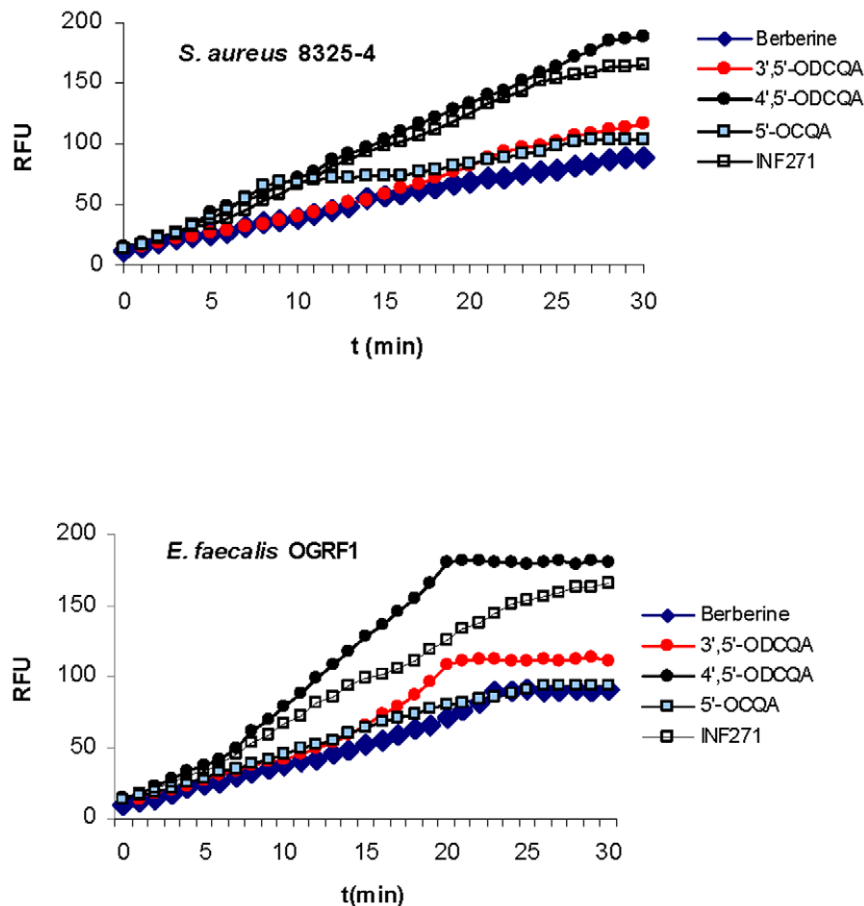 S. aureus 8325-4
200
150
100
50
0
RFU
0 5 10 15 20 25 30
t (min)
Berberine
3',5'-ODCQA
4',5'-ODCQA
5'-OCQA
INF271
E. faecalis OGRF1
200
150
100
50
0
RFU
0 5 10 15 20 25 30
t(min)
Berberine
3',5'-ODCQA
4',5'-ODCQA
5'-OCQA
INF271